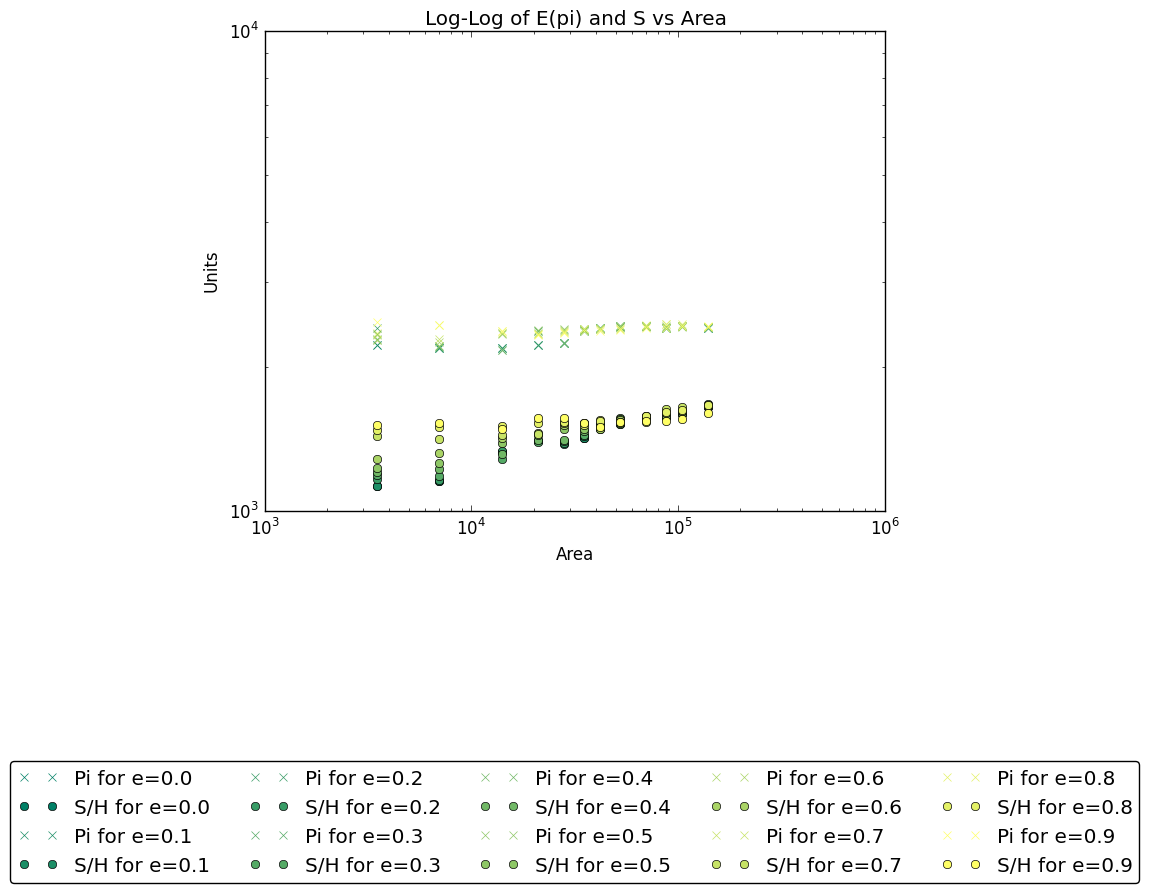 Log-Log of E(pi) and S vs Area
10^4
Units
10^3
10^3 10^4 10^5 10^6
Area
Pi for e=0.0 Pi for e=0.2 Pi for e=0.4 Pi for e=0.6 Pi for e=0.8
S/H for e=0.0 S/H for e=0.2 S/H for e=0.4 S/H for e=0.6 S/H for e=0.8
Pi for e=0.1 Pi for e=0.3 Pi for e=0.5 Pi for e=0.7 Pi for e=0.9
S/H for e=0.1 S/H for e=0.3 S/H for e=0.5 S/H for e=0.7 S/H for e=0.9